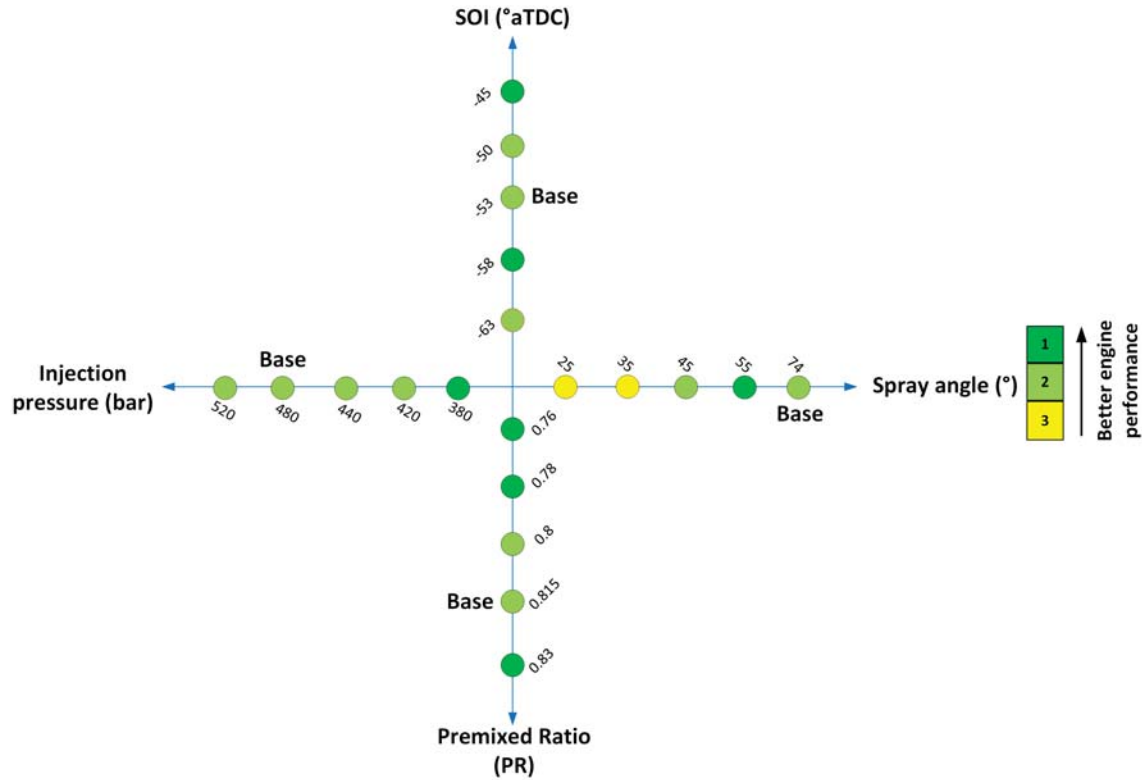 SOI (°aTDC)
-45
-50
-53
Base
-58
-63
Base
Injection
pressure (bar)
520
480
440
420
380
25
35
45
55
74
Spray angle (°)
Base
1
2
3
Better engine
performance
0.76
0.78
0.8
Base
0.815
0.83
Premixed Ratio
(PR)